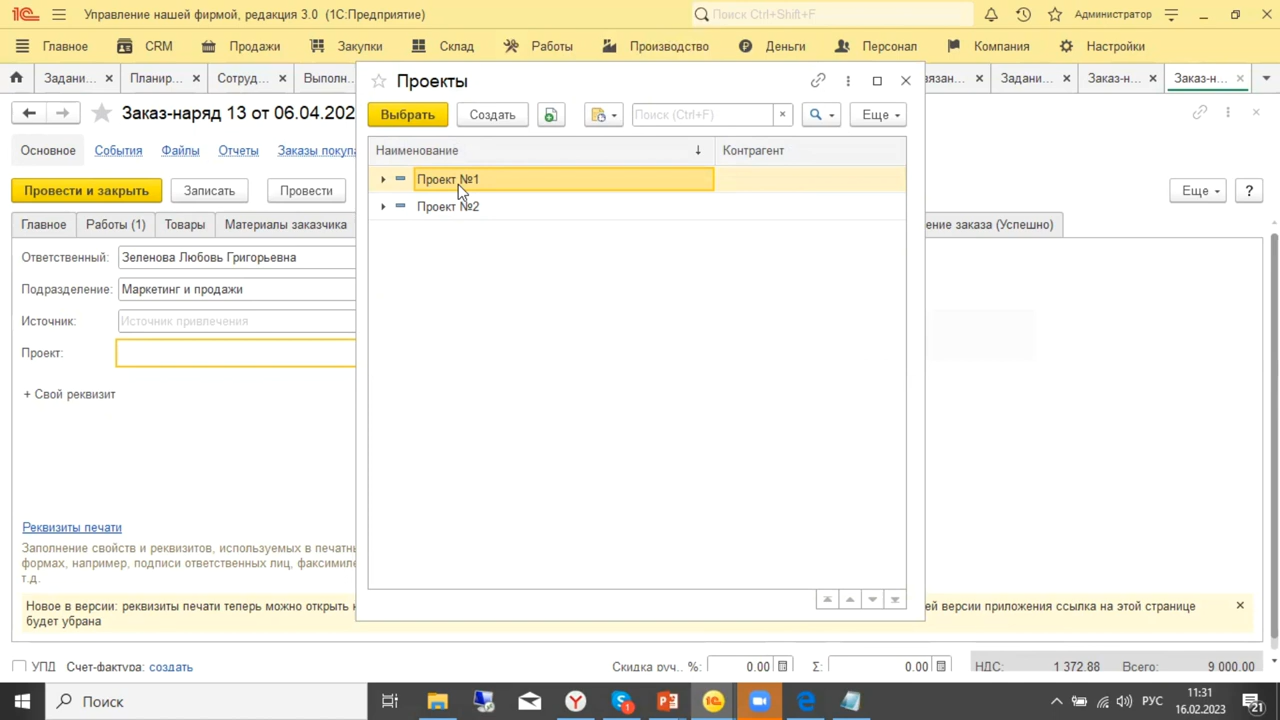 Управление нашей фирмой, редакция 3.0 (1С:Предприятие)
Поиск Ctrl+Shift+F
Администратор
Главное
CRM
Продажи
Закупки
Склад
Работы
Производство
Деньги
Персонал
Компания
Настройки
Задани...
Планир...
Сотруд...
Выполн...
Задани...
Заказ-н...
Заказ-н...
Заказ-наряд 13 от 06.04.202
Основное
События
Файлы
Отчеты
Заказы покупа
Провести и закрыть
Записать
Провести
Еще
?
Главное
Работы (1)
Товары
Материалы заказчика
ение заказа (Успешно)
Ответственный:
Зеленова Любовь Григорьевна
Подразделение:
Маркетинг и продажи
Источник:
Источник привлечения
Проект:
+ Свой реквизит
Реквизиты печати
Заполнение свойств и реквизитов, используемых в печатны
формах, например, подписи ответственных лиц, факсимиле
т.д.
Новое в версии: реквизиты печати теперь можно открыть
ей версии приложения ссылка на этой странице
будет убрана
УПД
Счет-фактура: создать
Скидка руч., %:
0.00
Σ:
0.00
НДС:
1 372.88
Всего:
9 000.00
Проекты
Выбрать
Создать
Поиск (Ctrl+F)
Еще
Наименование
Контрагент
Проект №1
Проект №2
Поиск
РУС
11:31
16.02.2023
21